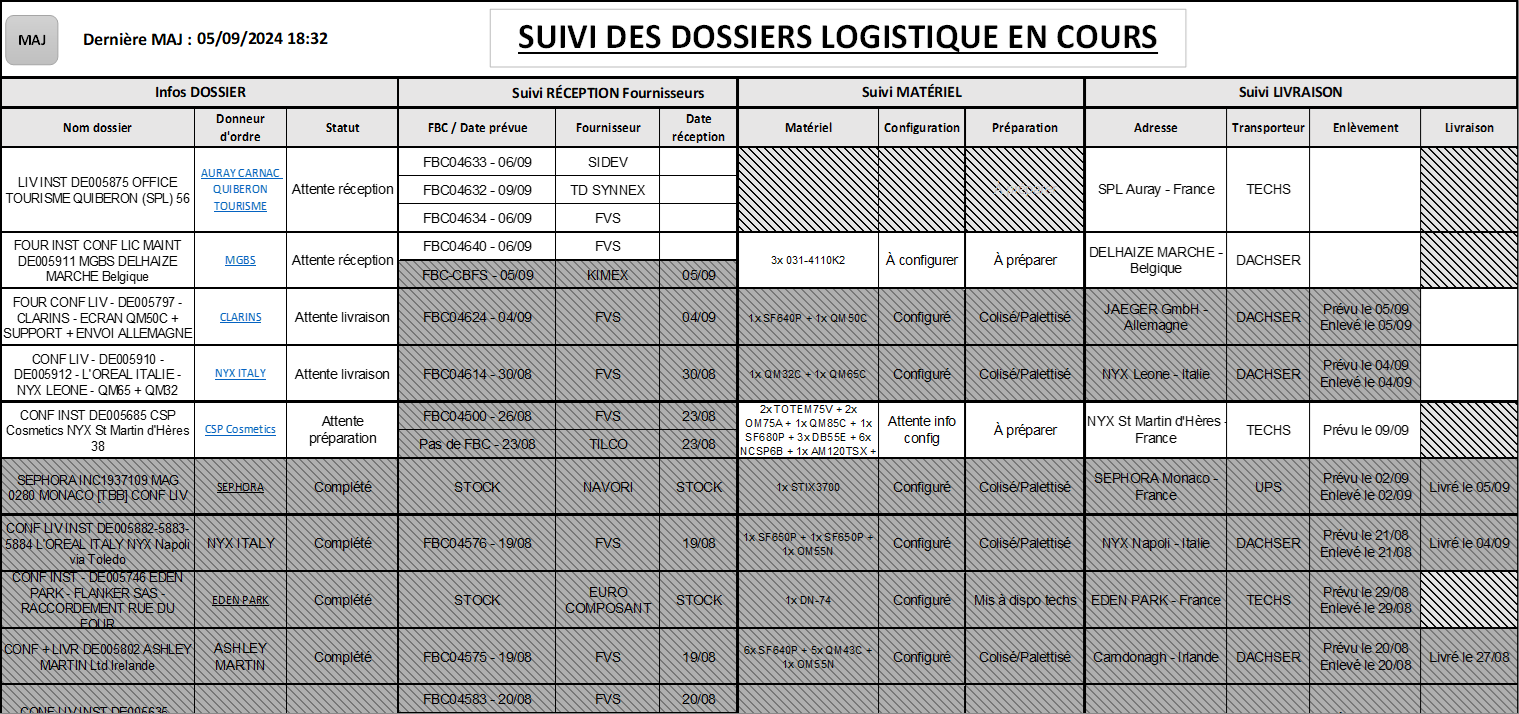 MAJ
Dernière MAJ : 05/09/2024 18:32
SUIVI DES DOSSIERS LOGISTIQUE EN COURS
Infos DOSSIER
Suivi RÉCEPTION Fournisseurs
Suivi MATÉRIEL
Suivi LIVRAISON
Nom dossier
Donneur
d'ordre
Statut
FBC / Date prévue
Fournisseur
Date
réception
Matériel
Configuration
Préparation
Adresse
Transporteur
Enlèvement
Livraison
LIV INST DE005875 OFFICE
TOURISME QUIBERON (SPL) 56
AURAY CARNAC
QUIBERON
TOURISME
Attente réception
FBC04633 - 06/09
SIDEV
FBC04632 - 09/09
TD SYNNEX
FBC04634 - 06/09
FVS
SPL Auray - France
TECHS
FOUR INST CONF LIC MAINT
DE005911 MGBS DELHAIZE
MARCHE Belgique
MGBS
Attente réception
FBC04640 - 06/09
FVS
FBC-CBFS - 05/09
KIMEX
05/09
3x 031-4110K2
À configurer
À préparer
DELHAIZE MARCHE -
Belgique
DACHSER
FOUR CONF LIV - DE005797 -
CLARINS - ECRAN QM50C +
SUPPORT + ENVOI ALLEMAGNE
CLARINS
Attente livraison
FBC04624 - 04/09
FVS
04/09
1x SF640P + 1x QM50C
Configuré
Colisé/Palettisé
JAEGER GmbH -
Allemagne
DACHSER
Prévu le 05/09
Enlevé le 05/09
CONF LIV - DE005910 -
DE005912 - L'OREAL ITALIE -
NYX LEONE - QM65 + QM32
NYX ITALY
Attente livraison
FBC04614 - 30/08
FVS
30/08
1x QM32C + 1x QM65C
Configuré
Colisé/Palettisé
NYX Leone - Italie
DACHSER
Prévu le 04/09
Enlevé le 04/09
CONF INST DE005685 CSP
Cosmetics NYX St Martin d'Hères
38
CSP Cosmetics
Attente
préparation
FBC04500 - 26/08
FVS
23/08
Pas de FBC - 23/08
TILCO
23/08
2x TOTEM75V + 2x
OM75A + 1x QM85C + 1x
SF680P + 3x DB55E + 6x
NCSP6B + 1x AM120TSX +
Attente info
config
À préparer
NYX St Martin d'Hères -
France
TECHS
Prévu le 09/09
SEPHORA INC1937109 MAG
0280 MONACO [TBB] CONF LIV
SEPHORA
Complété
STOCK
NAVORI
STOCK
1x STIX3700
Configuré
Colisé/Palettisé
SEPHORA Monaco -
France
UPS
Prévu le 02/09
Enlevé le 02/09
Livré le 05/09
CONF LIV INST DE005882-5883-
5884 L'OREAL ITALY NYX Napoli
via Toledo
NYX ITALY
Complété
FBC04576 - 19/08
FVS
19/08
1x SF650P + 1x SF650P +
1x OM55N
Configuré
Colisé/Palettisé
NYX Napoli - Italie
DACHSER
Prévu le 21/08
Enlevé le 21/08
Livré le 04/09
CONF INST - DE005746 EDEN
PARK - FLANKER SAS -
RACCORDEMENT RUE DU
FOUR
EDEN PARK
Complété
STOCK
EURO
COMPOSANT
STOCK
1x DN-74
Configuré
Mis à dispo techs
EDEN PARK - France
TECHS
Prévu le 29/08
Enlevé le 29/08
CONF + LIVR DE005802 ASHLEY
MARTIN Ltd Irelande
ASHLEY
MARTIN
Complété
FBC04575 - 19/08
FVS
19/08
6x SF640P + 5x QM43C +
1x OM55N
Configuré
Colisé/Palettisé
Carndonagh - Irlande
DACHSER
Prévu le 20/08
Enlevé le 20/08
Livré le 27/08
CONF LIV INST DE005635
FBC04583 - 20/08
FVS
20/08